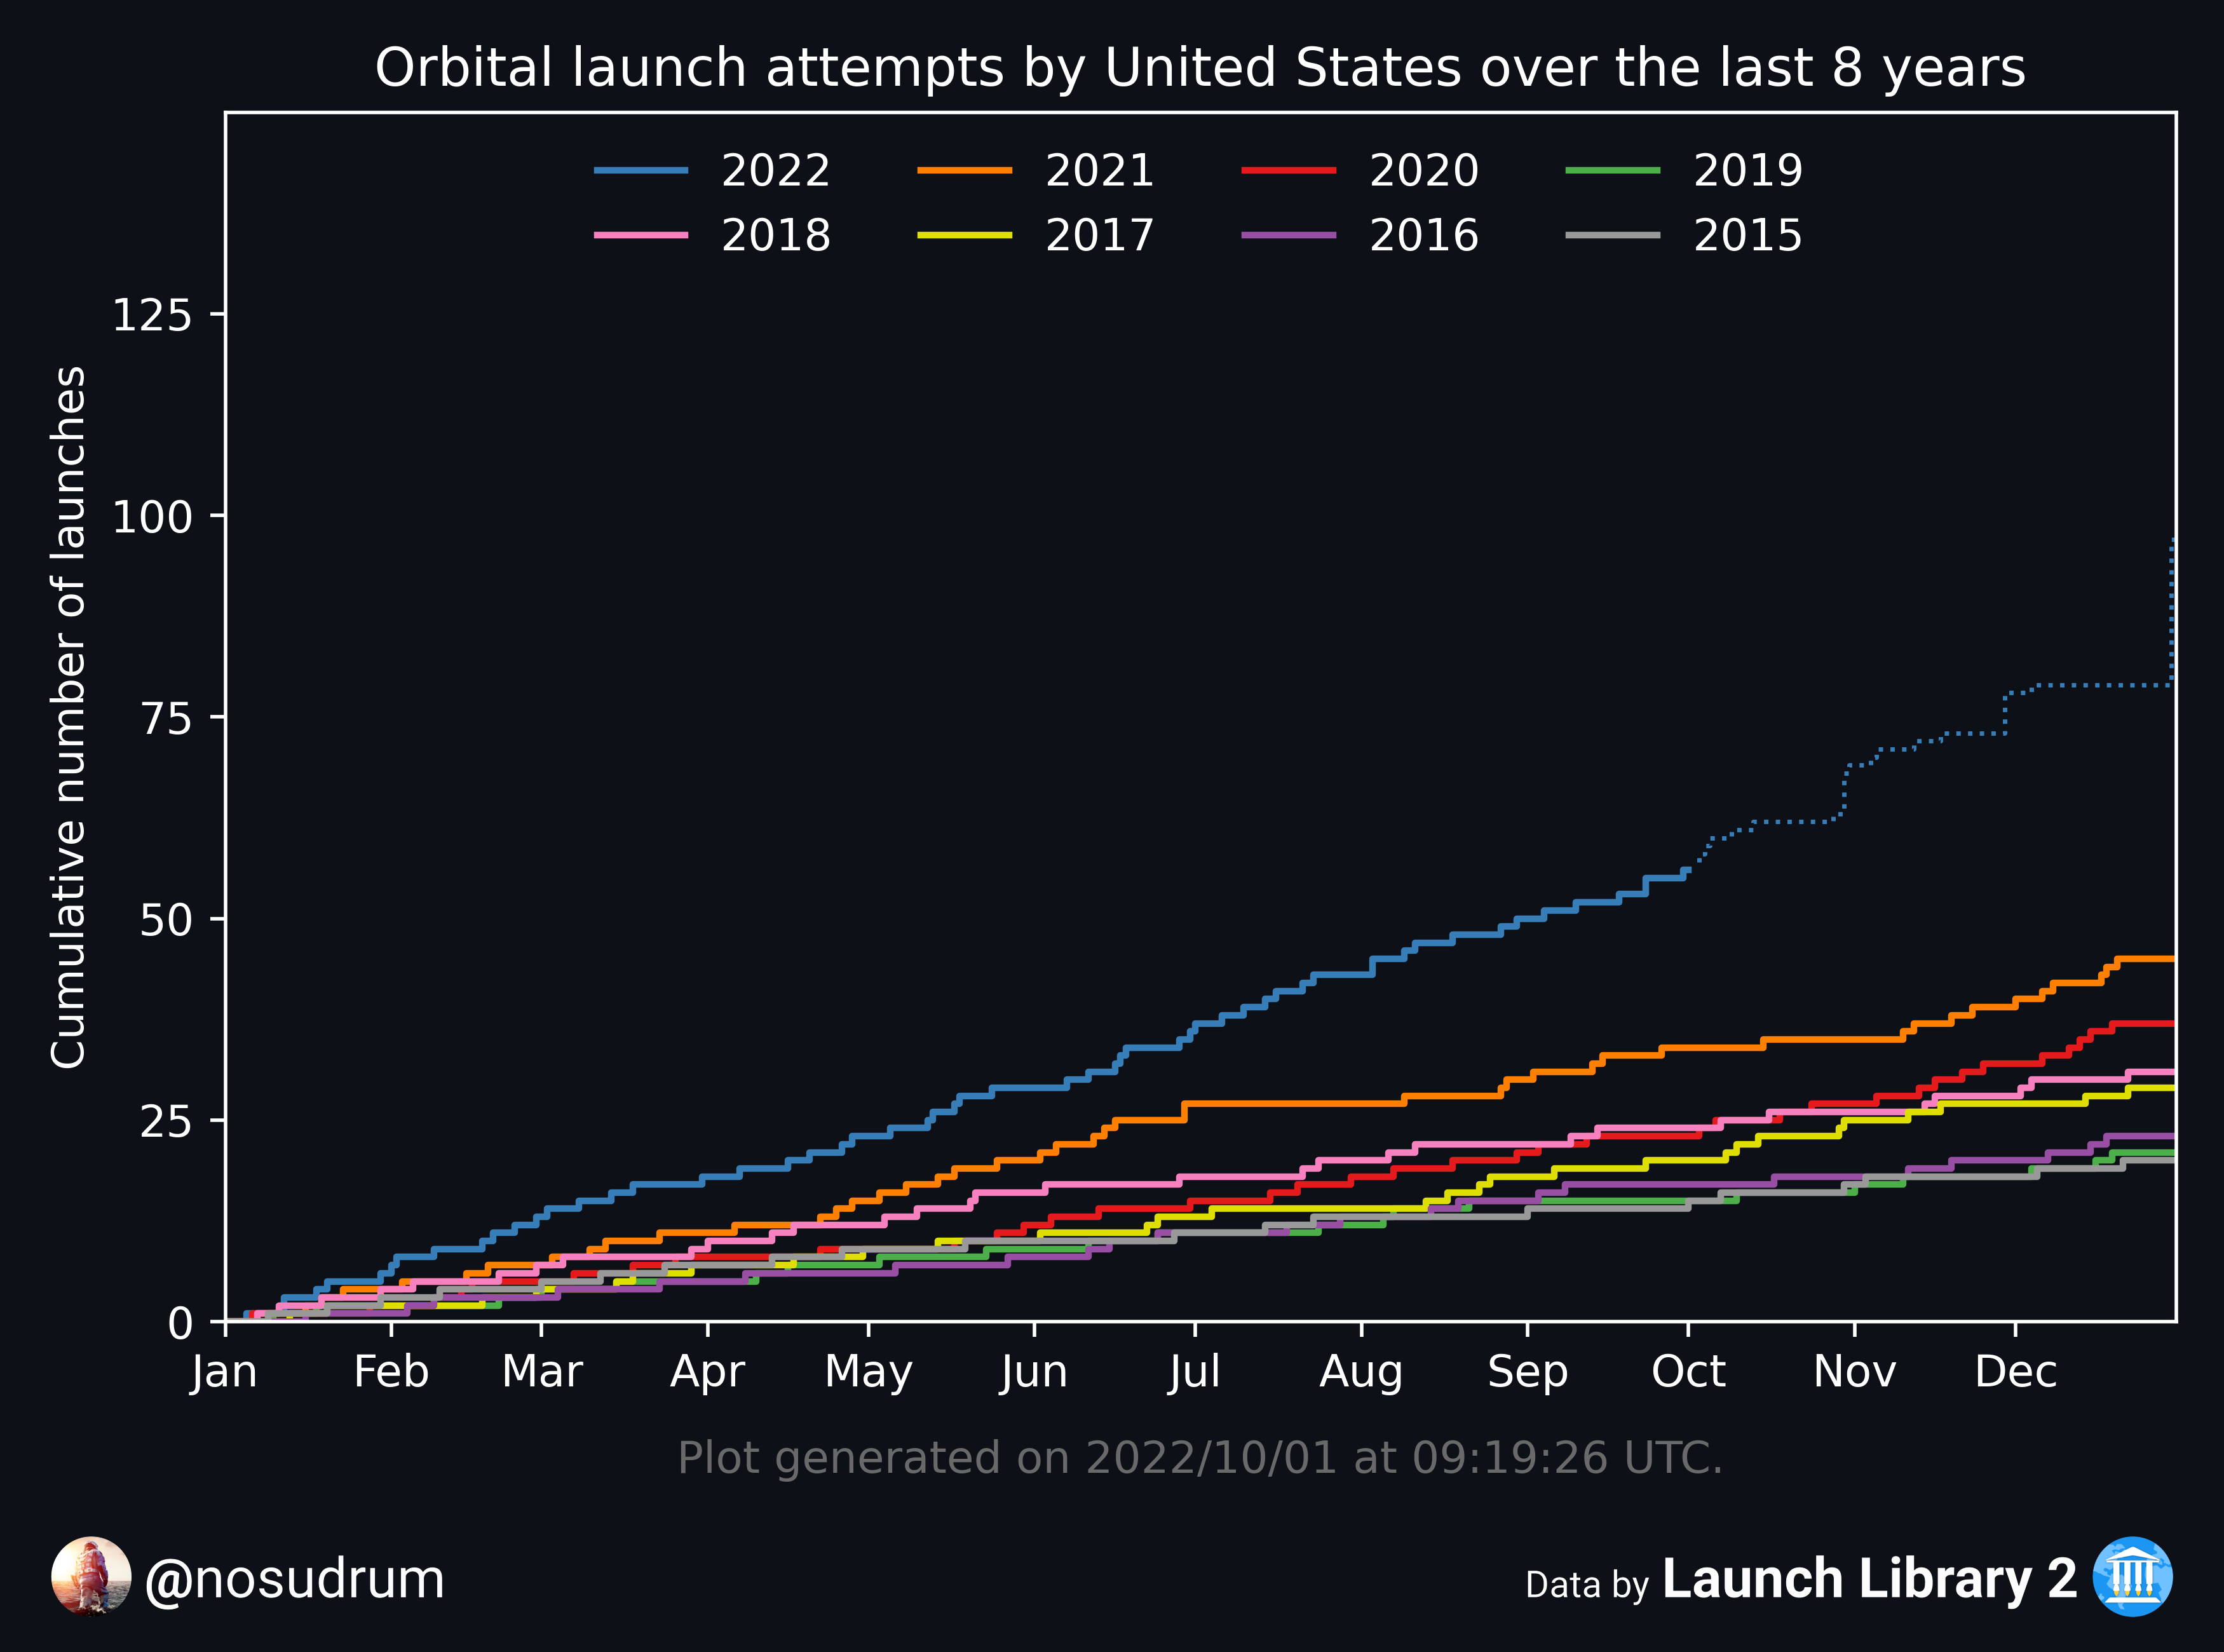 Orbital launch attempts by United States over the last 8 years
2022 2021 2020 2019
2018 2017 2016 2015
125
100
75
50
25
0
Cumulative number of launches
Jan Feb Mar Apr May Jun Jul Aug Sep Oct Nov Dec
Plot generated on 2022/10/01 at 09:19:26 UTC.
@nosudrum
Data by Launch Library 2